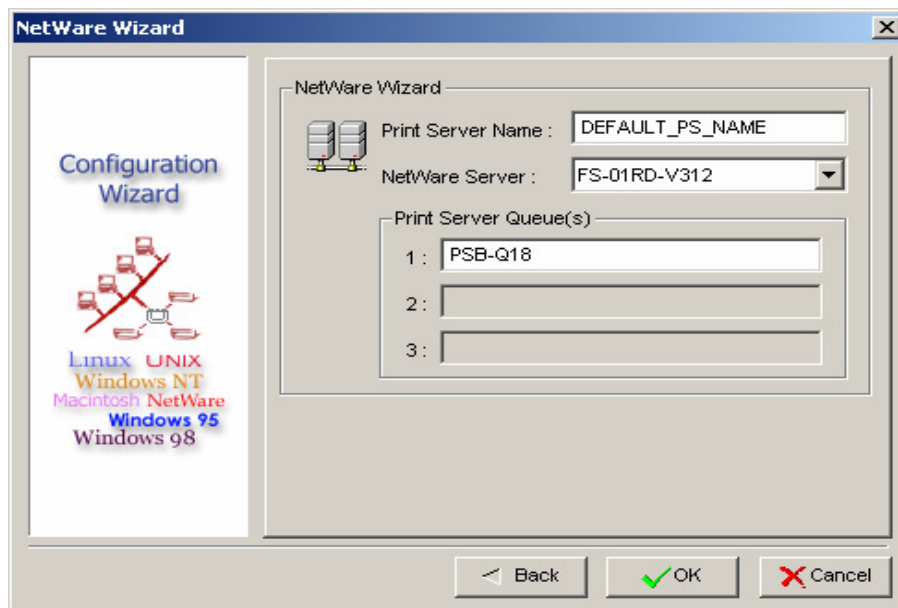 NetWare Wizard
Configuration
Wizard
Linux UNIX
Windows NT
Macintosh NetWare
Windows 95
Windows 98
NetWare Wizard
Print Server Name : DEFAULT_PS_NAME
NetWare Server : FS-01RD-V312
Print Server Queue(s)
1 : PSB-Q18
2 :
3 :
< Back OK Cancel